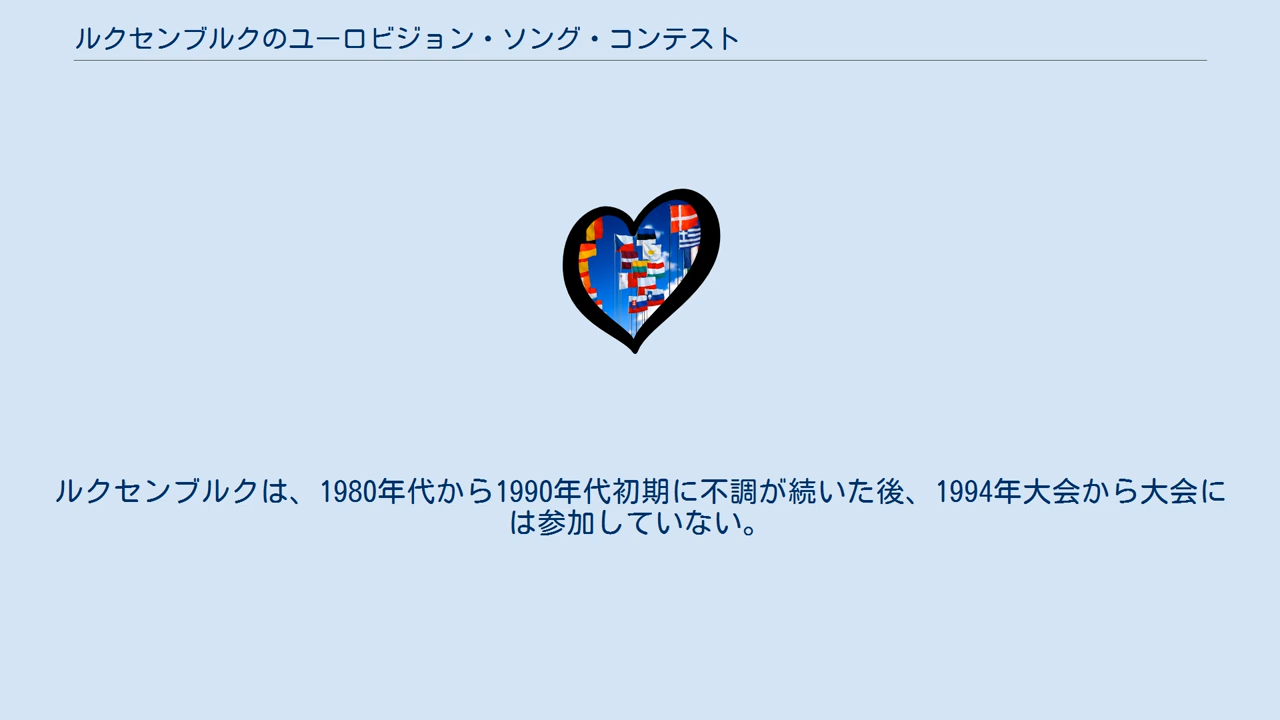 ルクセンブルクのユーロビジョン・ソング・コンテスト
ルクセンブルクは、1980年代から1990年代初期に不調が続いた後、1994年大会から大会に
は参加していない。